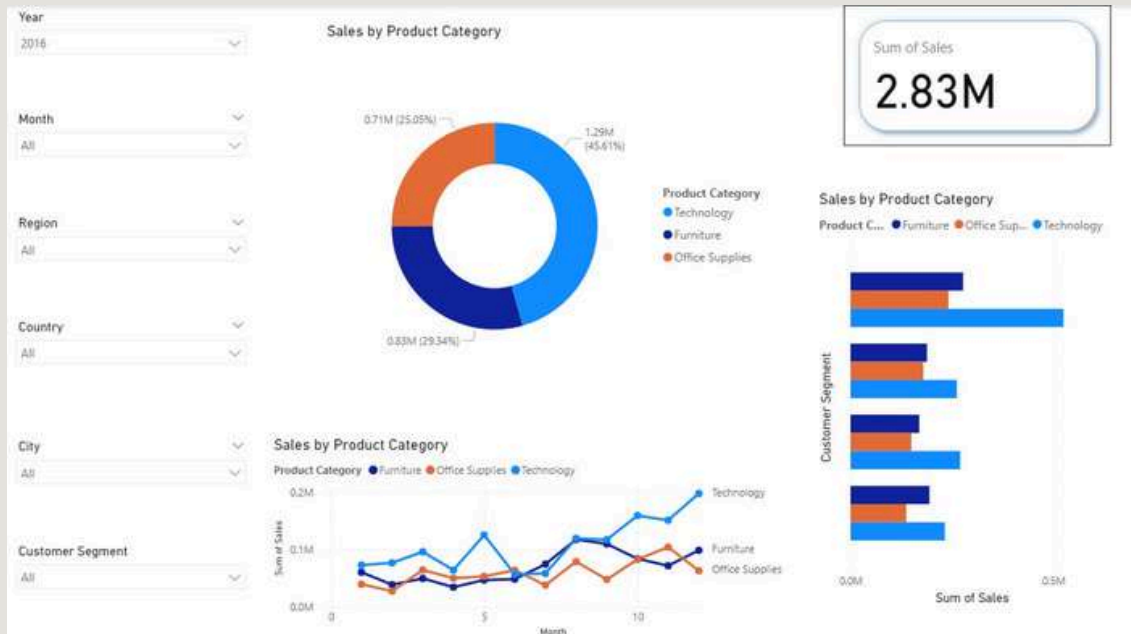 Year
2016
Month
All
Region
All
Country
All
City
All
Customer Segment
All
Sales by Product Category
0.71M (25.05%)
1.29M
(45.61%)
0.83M (29.34%)
Product Category
Technology
Furniture
Office Supplies
Sum of Sales
2.83M
Sales by Product Category
Product C... Furniture Office Sup... Technology
Customer Segment
0.0M 0.5M
Sum of Sales
Sales by Product Category
Product Category Furniture Office Supplies Technology
Sum of Sales
0.2M
0.1M
0.0M
Technology
Furniture
Office Supplies
0 5 10
Month